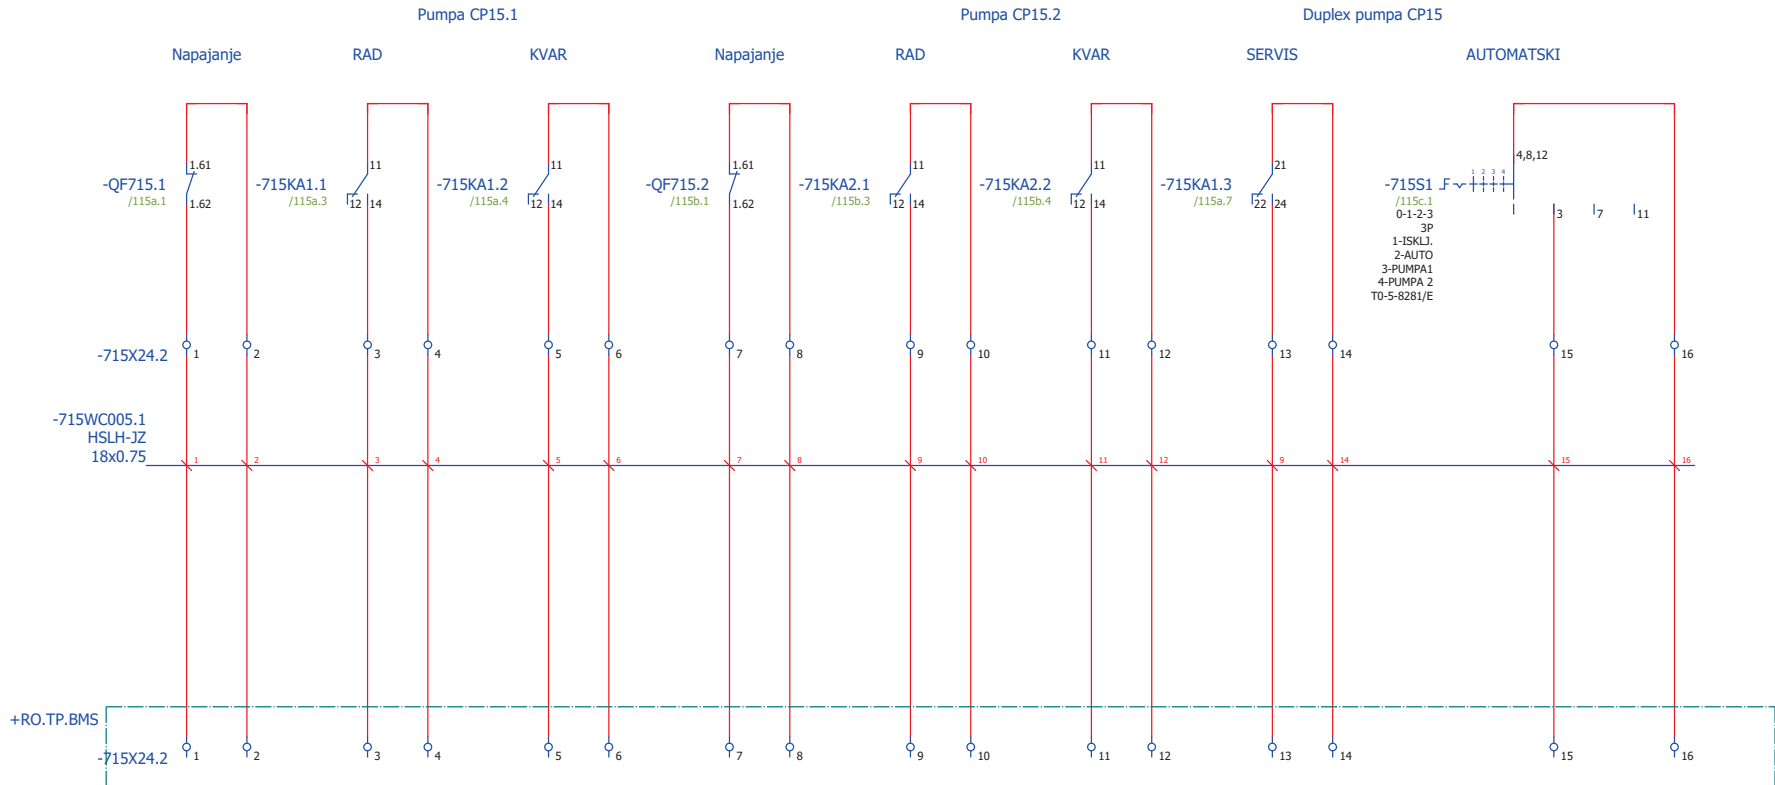 Pumpa CP15.1 Pumpa CP15.2 Duplex pumpa CP15
Napajanje RAD KVAR Napajanje RAD KVAR SERVIS AUTOMATSKI
1.61 11 11 1.61 11 11 21 4,8,12
-QF715.1 -715KA1.1 -715KA1.2 -QF715.2 -715KA2.1 -715KA2.2 -715KA1.3 -715S1 1 2 3 4
/115a.1 /115a.3 /115a.4 /115b.1 /115b.3 /115b.4 /115a.7 /115c.1
1.62 12 14 12 14 1.62 12 14 12 14 22 24
0-1-2-3 3 7 11
3P
1-ISKLJ.
2-AUTO
3-PUMPA1
4-PUMPA 2
T0-5-8281/E
-715X24.2 1 2 3 4 5 6 7 8 9 10 11 12 13 14 15 16
-715WC005.1
HSLH-JZ
18x0.75
1 2 3 4 5 6 7 8 9 10 11 12 9 14 15 16
+RO.TP.BMS
-715X24.2 1 2 3 4 5 6 7 8 9 10 11 12 13 14 15 16